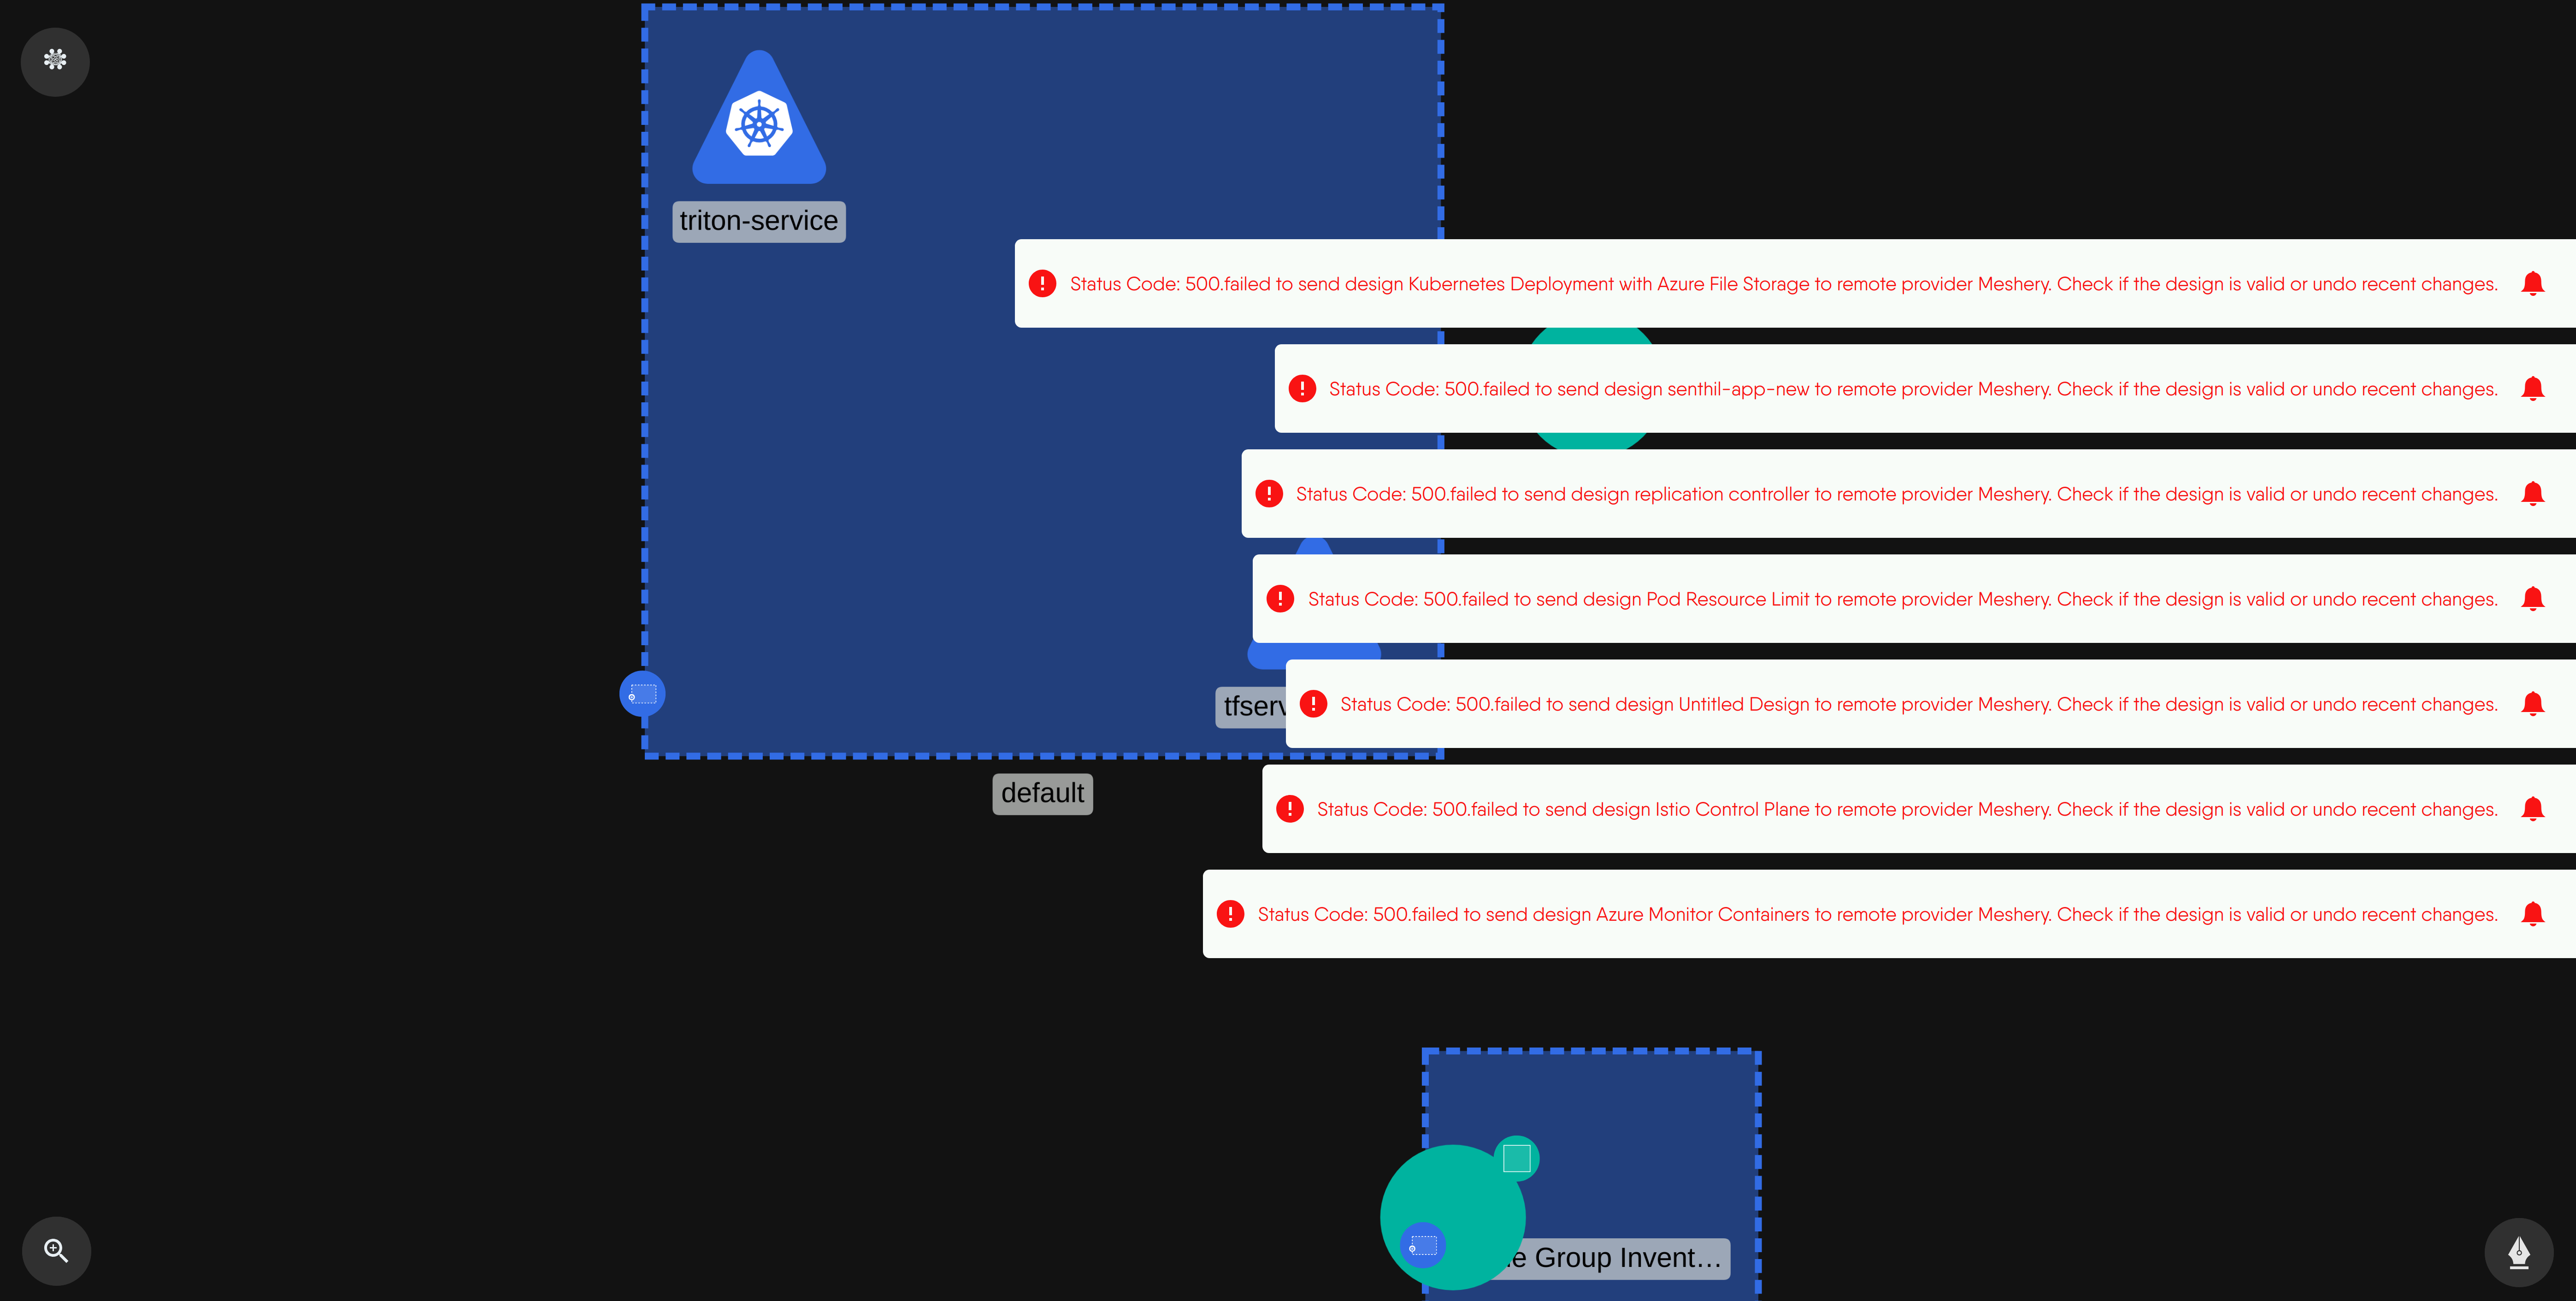 triton-service
Status Code: 500.failed to send design Kubernetes Deployment with Azure File Storage to remote provider Meshery. Check if the design is valid or undo recent changes.
Status Code: 500.failed to send design senthil-app-new to remote provider Meshery. Check if the design is valid or undo recent changes.
Status Code: 500.failed to send design replication controller to remote provider Meshery. Check if the design is valid or undo recent changes.
Status Code: 500.failed to send design Pod Resource Limit to remote provider Meshery. Check if the design is valid or undo recent changes.
Status Code: 500.failed to send design Untitled Design to remote provider Meshery. Check if the design is valid or undo recent changes.
default
Status Code: 500.failed to send design Istio Control Plane to remote provider Meshery. Check if the design is valid or undo recent changes.
Status Code: 500.failed to send design Azure Monitor Containers to remote provider Meshery. Check if the design is valid or undo recent changes.
Group Invent…